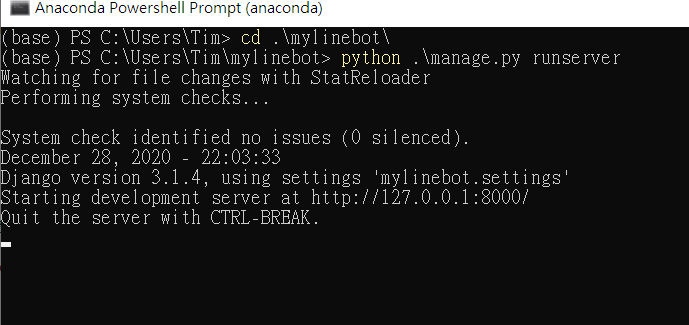 Anaconda Powershell Prompt (anaconda)
(base) PS C:\Users\Tim> cd .\mylinebot\
(base) PS C:\Users\Tim\mylinebot> python .\manage.py runserver
Watching for file changes with StatReloader
Performing system checks...
System check identified no issues (0 silenced).
December 28, 2020 - 22:03:33
Django version 3.1.4, using settings 'mylinebot.settings'
Starting development server at http://127.0.0.1:8000/
Quit the server with CTRL-BREAK.